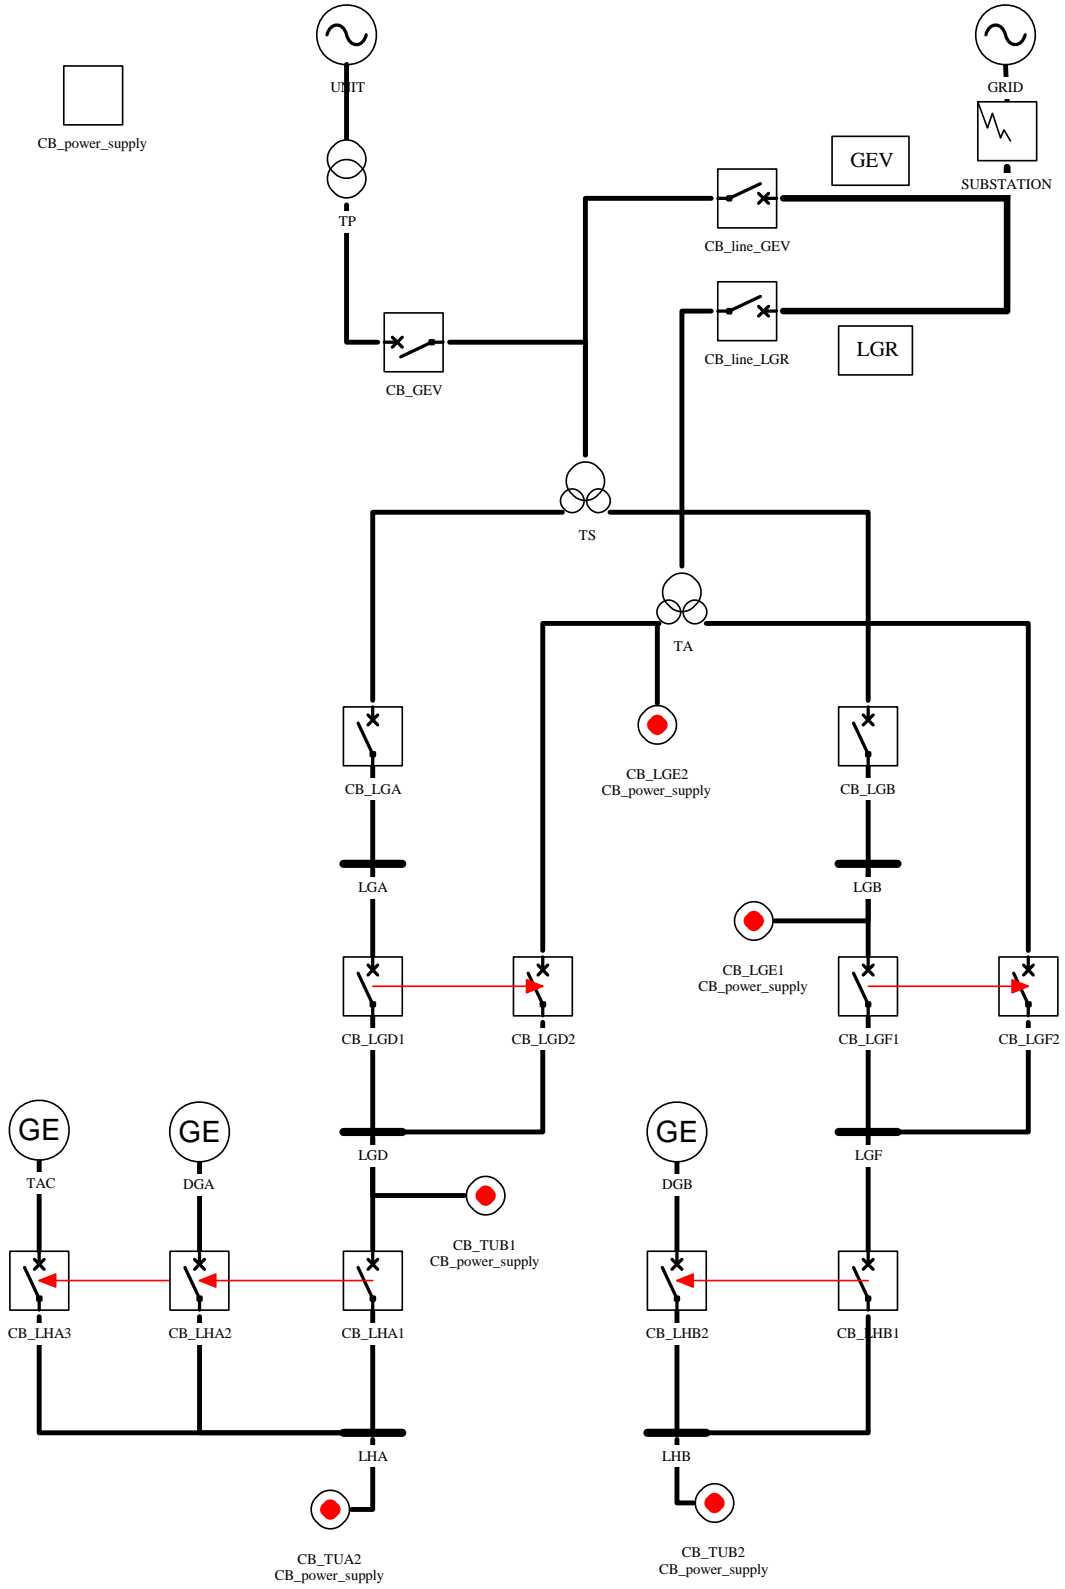 UNIT
GRID
CB_power_supply
GEV
SUBSTATION
TP
CB_line_GEV
LGR
CB_line_LGR
CB_GEV
TS
TA
CB_LGE2
CB_power_supply
CB_LGA
CB_LGB
LGA
LGB
CB_LGE1
CB_power_supply
CB_LGD1
CB_LGD2
CB_LGF1
CB_LGF2
GE
GE
GE
LGD
LGF
TAC
DGA
DGB
CB_TUB1
CB_power_supply
CB_LHA3
CB_LHA2
CB_LHA1
CB_LHB2
CB_LHB1
LHA
LHB
CB_TUA2
CB_power_supply
CB_TUB2
CB_power_supply